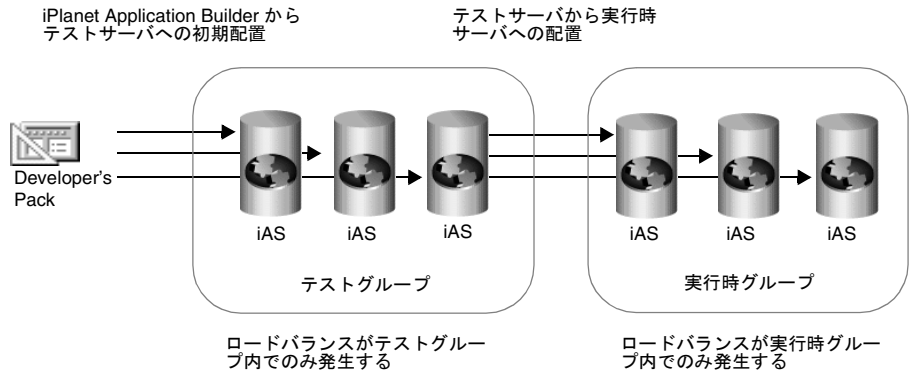 iPlanet Application Builder から
テストサーバへの初期配置
テストサーバから実行時
サーバへの配置
Developer's
Pack
iAS
iAS
iAS
iAS
iAS
iAS
テストグループ
実行時グループ
ロードバランスがテストグルー
プ内でのみ発生する
ロードバランスが実行時グルー
プ内でのみ発生する